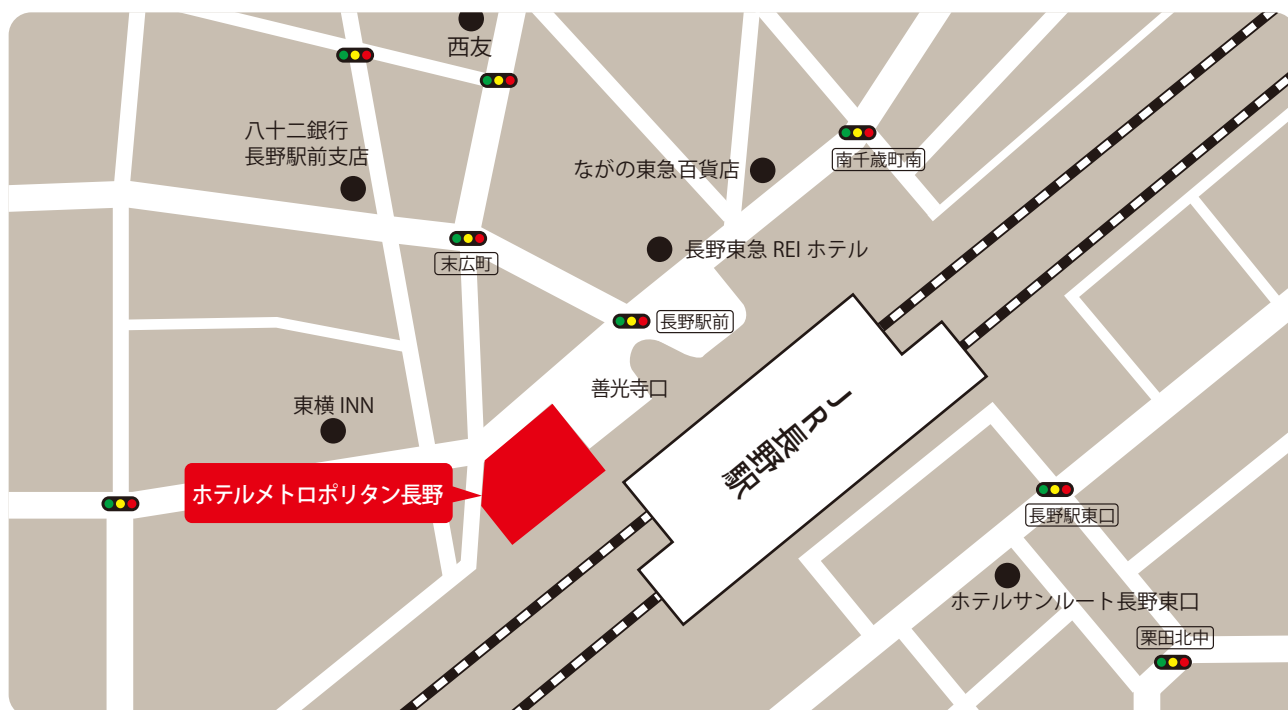 西友
八十二銀行
長野駅前支店
ながの東急百貨店
南千歳町南
長野東急 REI ホテル
末広町
長野駅前
善光寺口
東横 INN
JR長野駅
ホテルメトロポリタン長野
長野駅東口
ホテルサンルート長野東口
栗田北中